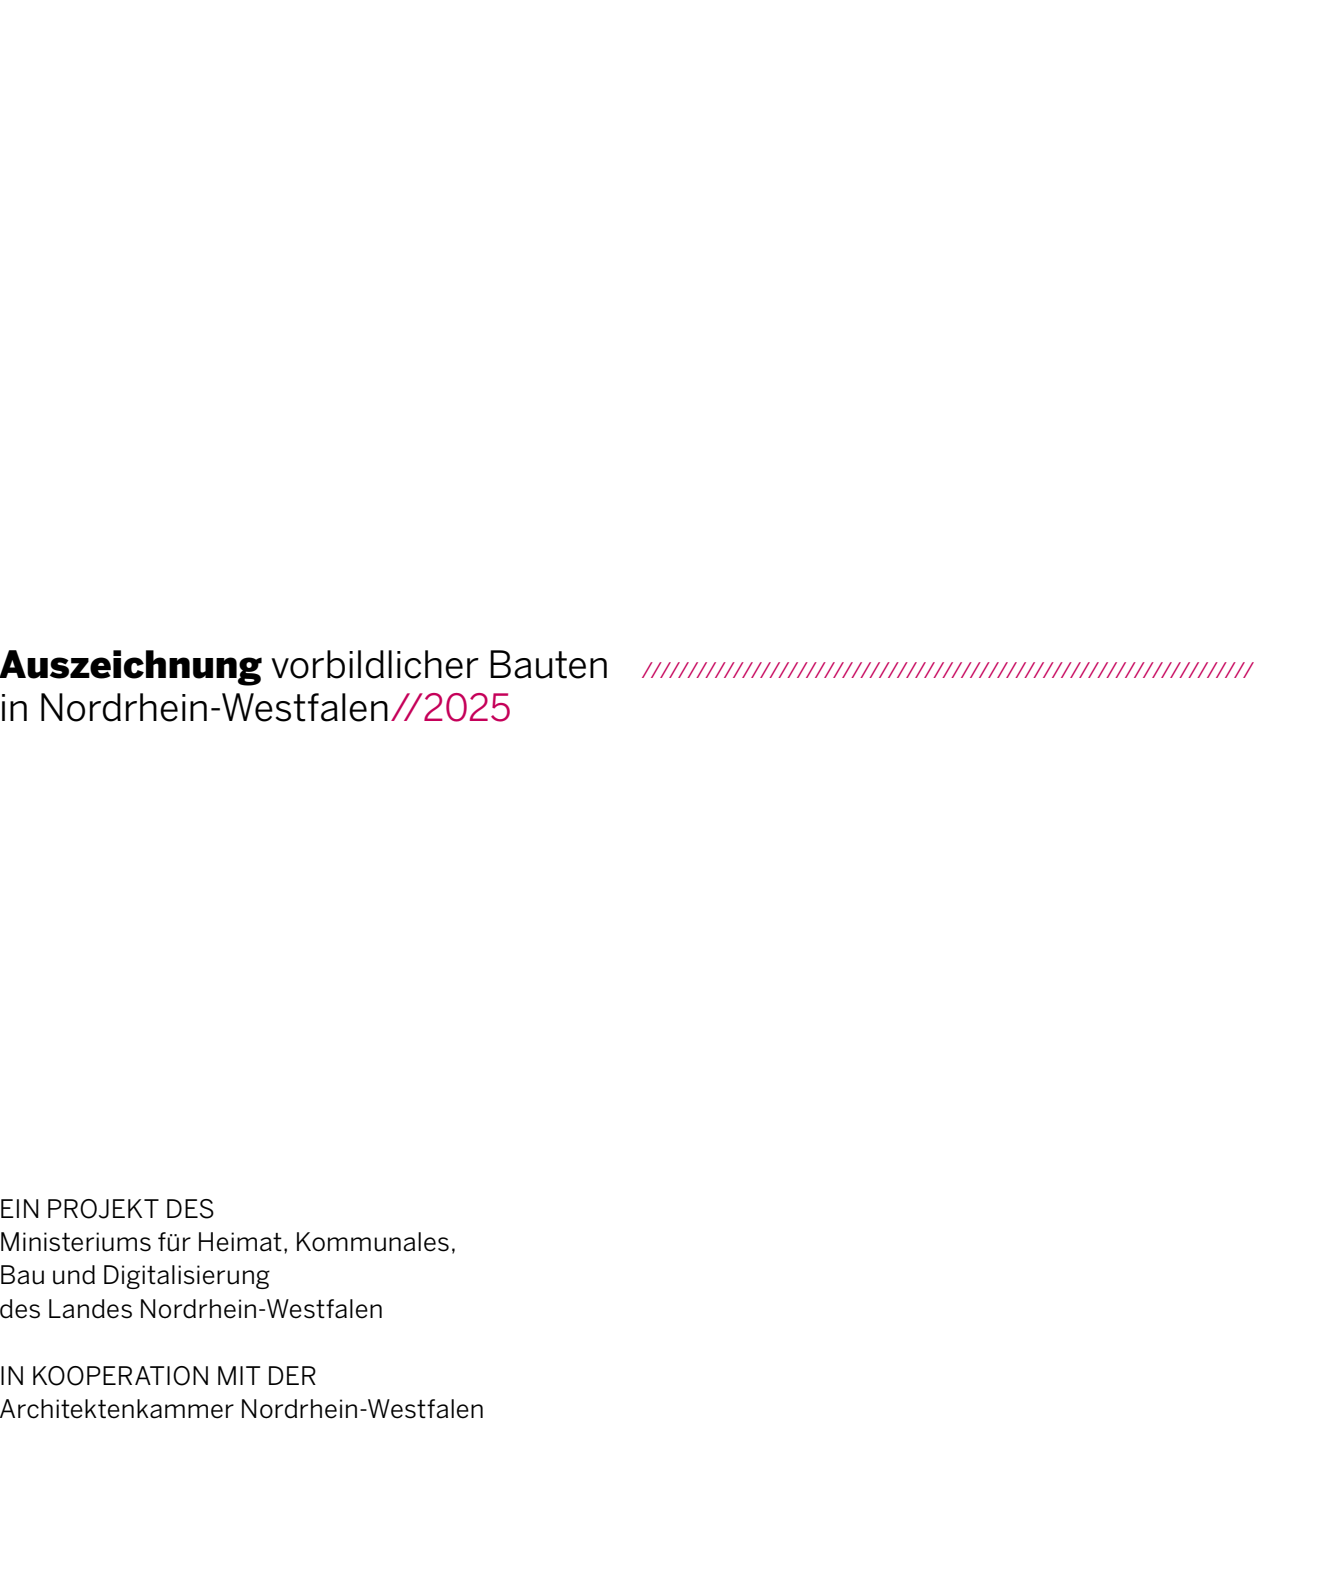 Auszeichnung vorbildlicher Bauten ////////////////////////////////////////////////////////////////////
in Nordrhein-Westfalen//2025
EIN PROJEKT DES
Ministeriums für Heimat, Kommunales,
Bau und Digitalisierung
des Landes Nordrhein-Westfalen
IN KOOPERATION MIT DER
Architektenkammer Nordrhein-Westfalen